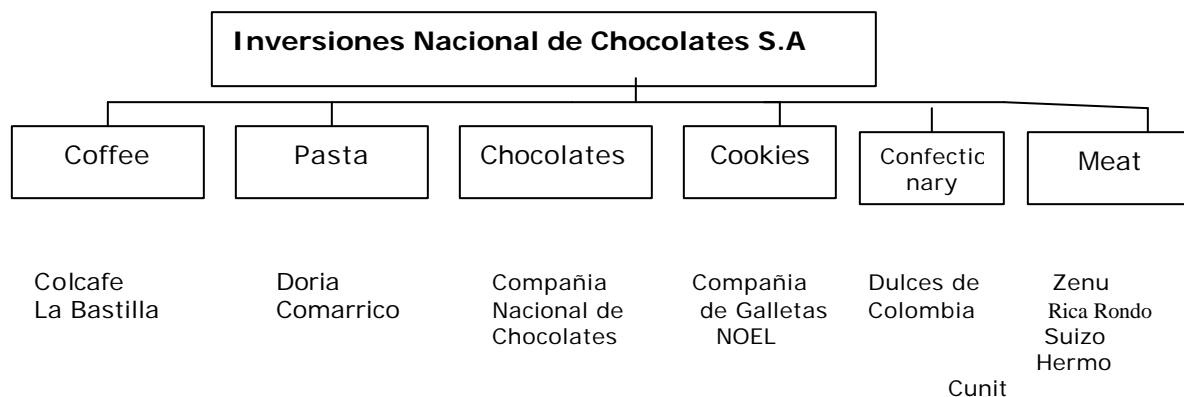 Inversiones Nacional de Chocolates S.A
Coffee
Pasta
Chocolates
Cookies
Confectio
nary
Meat
Colcafe
La Bastilla
Doria
Comarrico
Compañia
Nacional de
Chocolates
Compañia
de Galletas
NOEL
Dulces de
Colombia
Zenu
Rica Rondo
Suizo
Hermo
Cunit